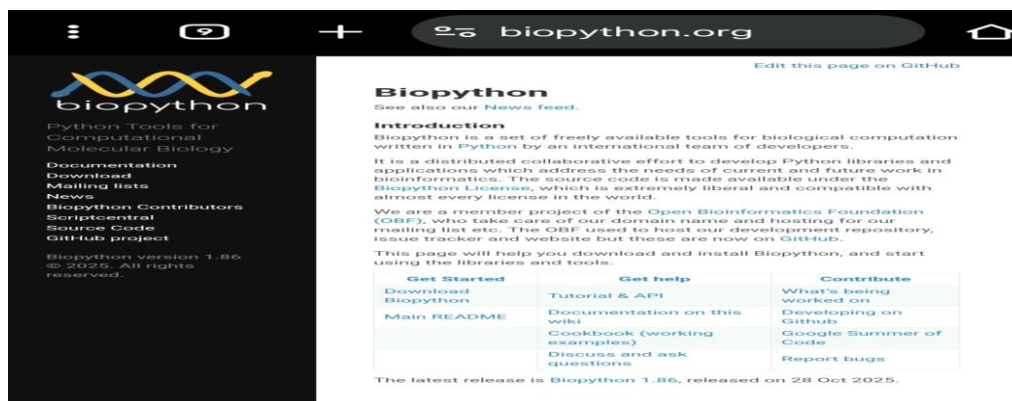 9
biopython.org
biopython
Python Tools for
Computational
Molecular Biology
Documentation
Download
Mailing lists
News
Biopython Contributors
Scriptcentral
Source Code
GitHub project
Biopython version 1.86
© 2025. All rights
reserved.
Edit this page on GitHub
Biopython
See also our News feed.
Introduction
Biopython is a set of freely available tools for biological computation
written in Python by an international team of developers.
It is a distributed collaborative effort to develop Python libraries and
applications which address the needs of current and future work in
bioinformatics. The source code is made available under the
Biopython License, which is extremely liberal and compatible with
almost every license in the world.
We are a member project of the Open Bioinformatics Foundation
(OBF), who take care of our domain name and hosting for our
mailing list etc. The OBF used to host our development repository,
issue tracker and website but these are now on GitHub.
This page will help you download and install Biopython, and start
using the libraries and tools.
Get Started Get help Contribute
Download Biopython Tutorial & API What's being worked on
Main README Documentation on this wiki Developing on Github
Cookbook (working examples) Google Summer of Code
Discuss and ask questions Report bugs
The latest release is Biopython 1.86, released on 28 Oct 2025.